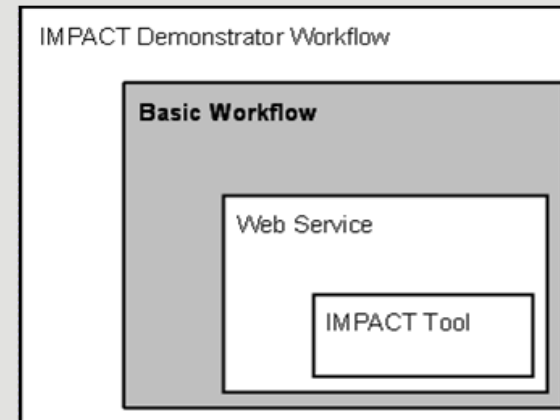 IMPACT Demonstrator Workflow
Basic Workflow
Web Service
IMPACT Tool